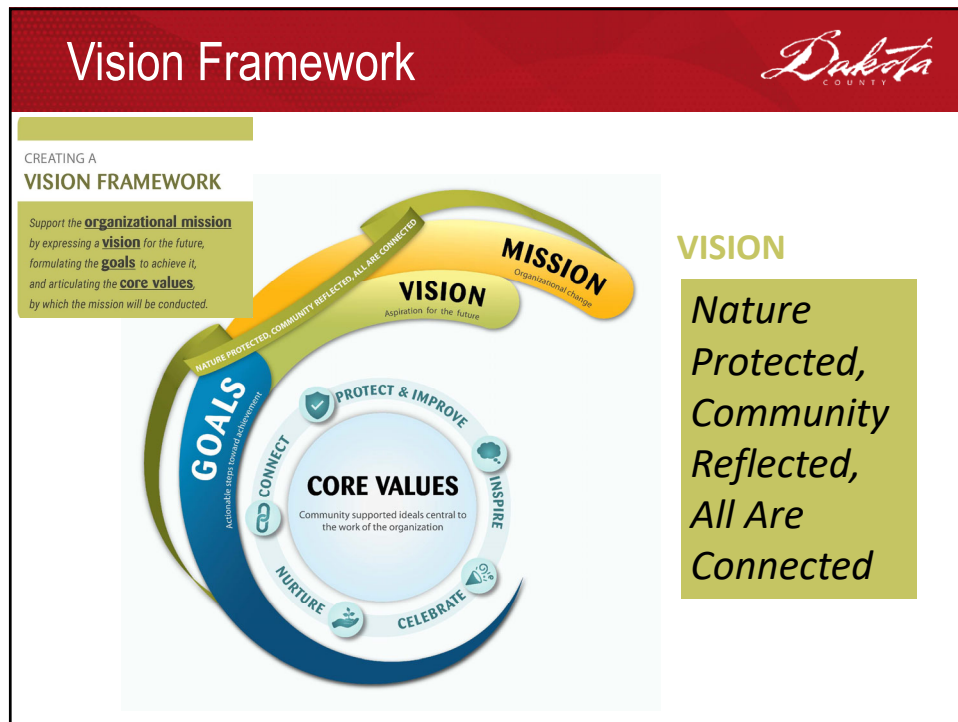 Vision Framework
Dakota
COUNTY
CREATING A
VISION FRAMEWORK
Support the organizational mission
by expressing a vision for the future,
formulating the goals to achieve it,
and articulating the core values,
by which the mission will be conducted.
NATURE PROTECTED, COMMUNITY REFLECTED, ALL ARE CONNECTED
MISSION
Organizational change
VISION
Aspiration for the future
GOALS
Actionable steps toward achievement
PROTECT & IMPROVE
INSPIRE
CELEBRATE
NURTURE
CONNECT
CORE VALUES
Community supported ideals central to
the work of the organization
VISION
Nature
Protected,
Community
Reflected,
All Are
Connected